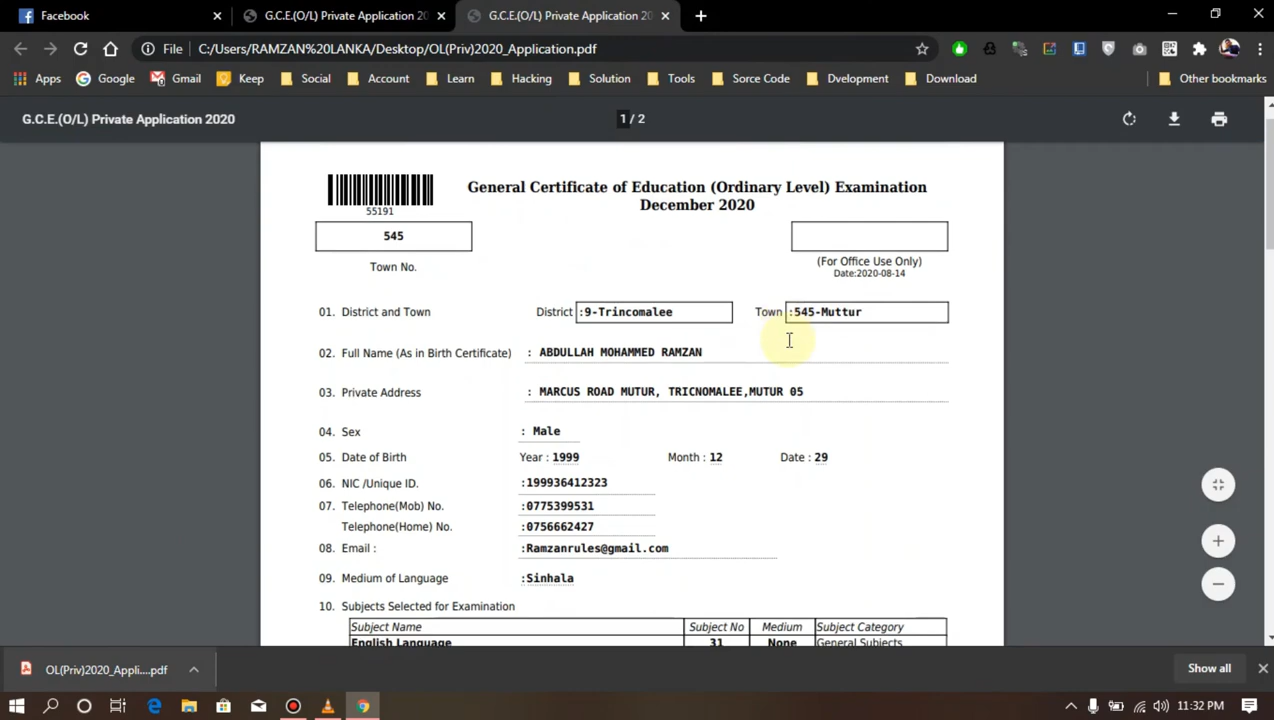 Facebook
G.C.E.(O/L) Private Application 20
G.C.E.(O/L) Private Application 20
File C:/Users/RAMZAN%20LANKA/Desktop/OL(Priv)2020_Application.pdf
Apps Google Gmail Keep Social Account Learn Hacking Solution Tools Sorce Code Dvelopment Download Other bookmarks
G.C.E.(O/L) Private Application 2020
1 / 2
General Certificate of Education (Ordinary Level) Examination
December 2020
55191
545
Town No.
(For Office Use Only)
Date:2020-08-14
01. District and Town District :9-Trincomalee Town :545-Muttur
02. Full Name (As in Birth Certificate) : ABDULLAH MOHAMMED RAMZAN
03. Private Address : MARCUS ROAD MUTUR, TRICNOMALEE,MUTUR 05
04. Sex : Male
05. Date of Birth Year : 1999 Month : 12 Date : 29
06. NIC /Unique ID. :199936412323
07. Telephone(Mob) No. :0775399531
Telephone(Home) No. :0756662427
08. Email : :Ramzanrules@gmail.com
09. Medium of Language :Sinhala
10. Subjects Selected for Examination
Subject Name Subject No Medium Subject Category
English Language 31 None General Subjects
OL(Priv)2020_Appli....pdf
Show all
11:32 PM